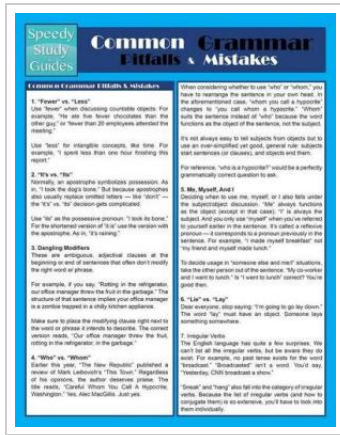 Speedy
Study
Guides
Common Grammar
Pitfalls & Mistakes
Common Grammar Pitfalls & Mistakes
1. "Fewer" vs. "Less"
Use "fewer" when discussing countable objects. For
example, "He ate five fewer chocolates than the
other guy," or "fewer than 20 employees attended the
meeting."
Use "less" for intangible concepts, like time. For
example, "I spent less than one hour finishing this
report."
2. "It's vs. "Its"
Normally, an apostrophe symbolizes possession. As
in, "I took the dog's bone." But because apostrophes
also usually replace omitted letters — like "don't" —
the "it's" vs. "its" decision gets complicated.
Use "its" as the possessive pronoun. "I took its bone."
For the shortened version of "it is" use the version with
the apostrophe. As in, "it's raining."
3. Dangling Modifiers
These are ambiguous, adjectival clauses at the
beginning or end of sentences that often don't modify
the right word or phrase.
For example, if you say, "Rotting in the refrigerator,
our office manager threw the fruit in the garbage." The
structure of that sentence implies your office manager
is a zombie trapped in a chilly kitchen appliance.
Make sure to place the modifying clause right next to
the word or phrase it intends to describe. The correct
version reads, "Our office manager threw the fruit,
rotting in the refrigerator, in the garbage."
4. "Who" vs. "Whom"
Earlier this year, "The New Republic" published a
review of Mark Leibovich's "This Town." Regardless
of his opinions, the author deserves praise. The
title reads, "Careful Whom You Call A Hypocrite,
Washington." Yes, Alec MacGillis. Just yes.
When considering whether to use "who" or "whom," you
have to rearrange the sentence in your own head. In
the aforementioned case, "whom you call a hypocrite"
changes to "you call whom a hypocrite." "Whom"
suits the sentence instead of "who" because the word
functions as the object of the sentence, not the subject.
It's not always easy to tell subjects from objects but to
use an over-simplified yet good, general rule: subjects
start sentences (or clauses), and objects end them.
For reference, "who is a hypocrite?" would be a perfectly
grammatically correct question to ask.
5. Me, Myself, And I
Deciding when to use me, myself, or I also falls under
the subject/object discussion. "Me" always functions
as the object (except in that case); "I" is always the
subject. And you only use "myself" when you've referred
to yourself earlier in the sentence. It's called a reflexive
pronoun — it corresponds to a pronoun previously in the
sentence. For example, "I made myself breakfast" not
"my friend and myself made lunch."
To decide usage in "someone else and me/I" situations,
take the other person out of the sentence. "My co-worker
and I went to lunch." Is "I went to lunch" correct? You're
good then.
6. "Lie" vs. "Lay"
Dear everyone, stop saying: "I'm going to go lay down."
The word "lay" must have an object. Someone lays
something somewhere.
7. Irregular Verbs
The English language has quite a few surprises. We
can't list all the irregular verbs, but be aware they do
exist. For example, no past tense exists for the word
"broadcast." "Broadcasted" isn't a word. You'd say,
"Yesterday, CNN broadcast a show."
"Sneak" and "hang" also fall into the category of irregular
verbs. Because the list of irregular verbs (and how to
conjugate them) is so extensive, you'll have to look into
them individually.